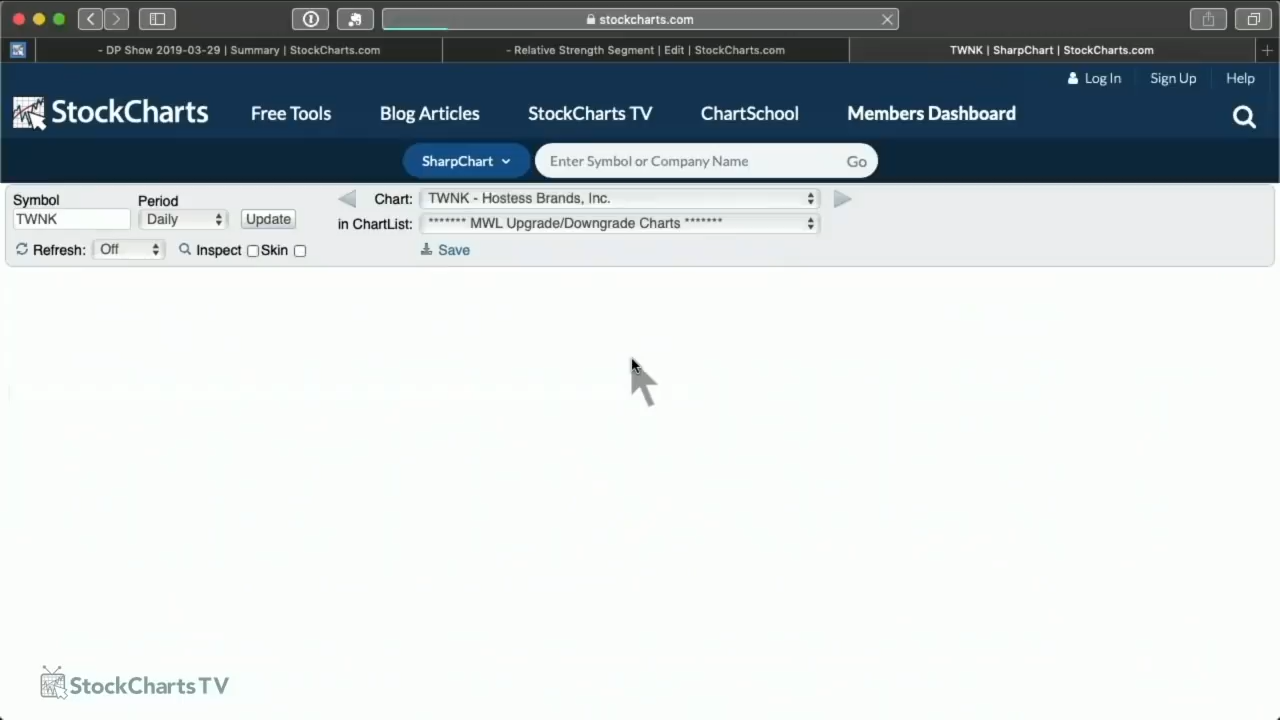 stockcharts.com
- DP Show 2019-03-29 | Summary | StockCharts.com
- Relative Strength Segment | Edit | StockCharts.com
TWNK | SharpChart | StockCharts.com
Log In
Sign Up
Help
StockCharts
Free Tools
Blog Articles
StockCharts TV
ChartSchool
Members Dashboard
SharpChart
Enter Symbol or Company Name
Go
Symbol
Period
Chart: TWNK - Hostess Brands, Inc.
TWNK
Daily
Update
in ChartList: ******* MWL Upgrade/Downgrade Charts *******
Refresh: Off
Inspect
Skin
Save
StockCharts TV